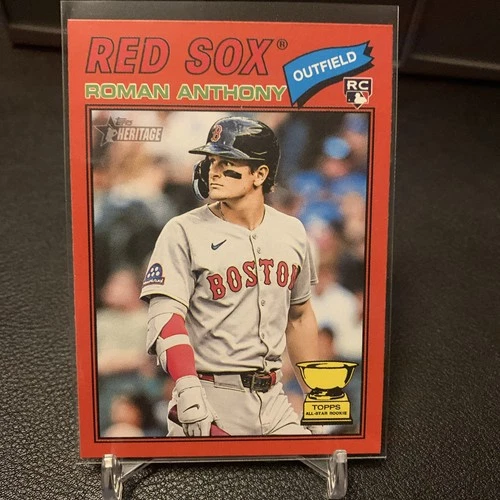 RED SOX®
OUTFIELD
ROMAN ANTHONY
RC
Topps
HERITAGE
B
BOSTON
TOPPS
ALL-STAR ROOKIE